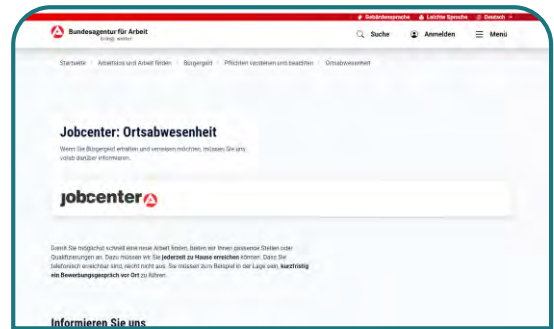 Gebärdensprache Leichte Sprache Deutsch
Bundesagentur für Arbeit
bringt weiter.
Suche Anmelden Menü
Startseite Arbeitslos und Arbeit finden Bürgergeld Pflichten verstehen und beachten Ortsabwesenheit
Jobcenter: Ortsabwesenheit
Wenn Sie Bürgergeld erhalten und verreisen möchten, müssen Sie uns
vorab darüber informieren.
jobcenter
Damit Sie möglichst schnell eine neue Arbeit finden, bieten wir Ihnen passende Stellen oder
Qualifizierungen an. Dazu müssen wir Sie jederzeit zu Hause erreichen können. Dass Sie
telefonisch erreichbar sind, reicht nicht aus. Sie müssen zum Beispiel in der Lage sein, kurzfristig
ein Bewerbungsgespräch vor Ort zu führen.
Informieren Sie uns